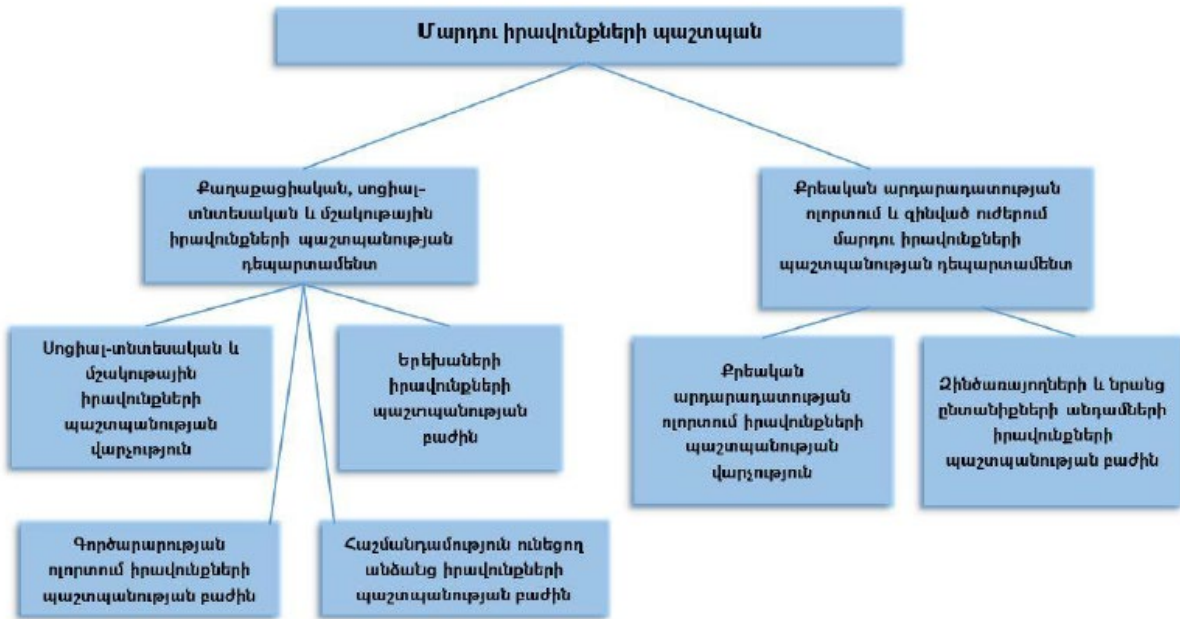 Մարդու իրավունքների պաշտպան
Քաղաքացիական, սոցիալ-
տնտեսական և մշակութային
իրավունքների պաշտպանության
դեպարտամենտ
Քրեական արդարադատության
ոլորտում և զինված ուժերում
մարդու իրավունքների
պաշտպանության դեպարտամենտ
Սոցիալ-տնտեսական և
մշակութային
իրավունքների
պաշտպանության
վարչություն
Երեխաների
իրավունքների
պաշտպանության
բաժին
Քրեական
արդարադատության
ոլորտում իրավունքների
պաշտպանության
վարչություն
Զինծառայողների և նրանց
ընտանիքների անդամների
իրավունքների
պաշտպանության բաժին
Գործարարության
ոլորտում իրավունքների
պաշտպանության բաժին
Հաշմանդամություն ունեցող
անձանց իրավունքների
պաշտպանության բաժին